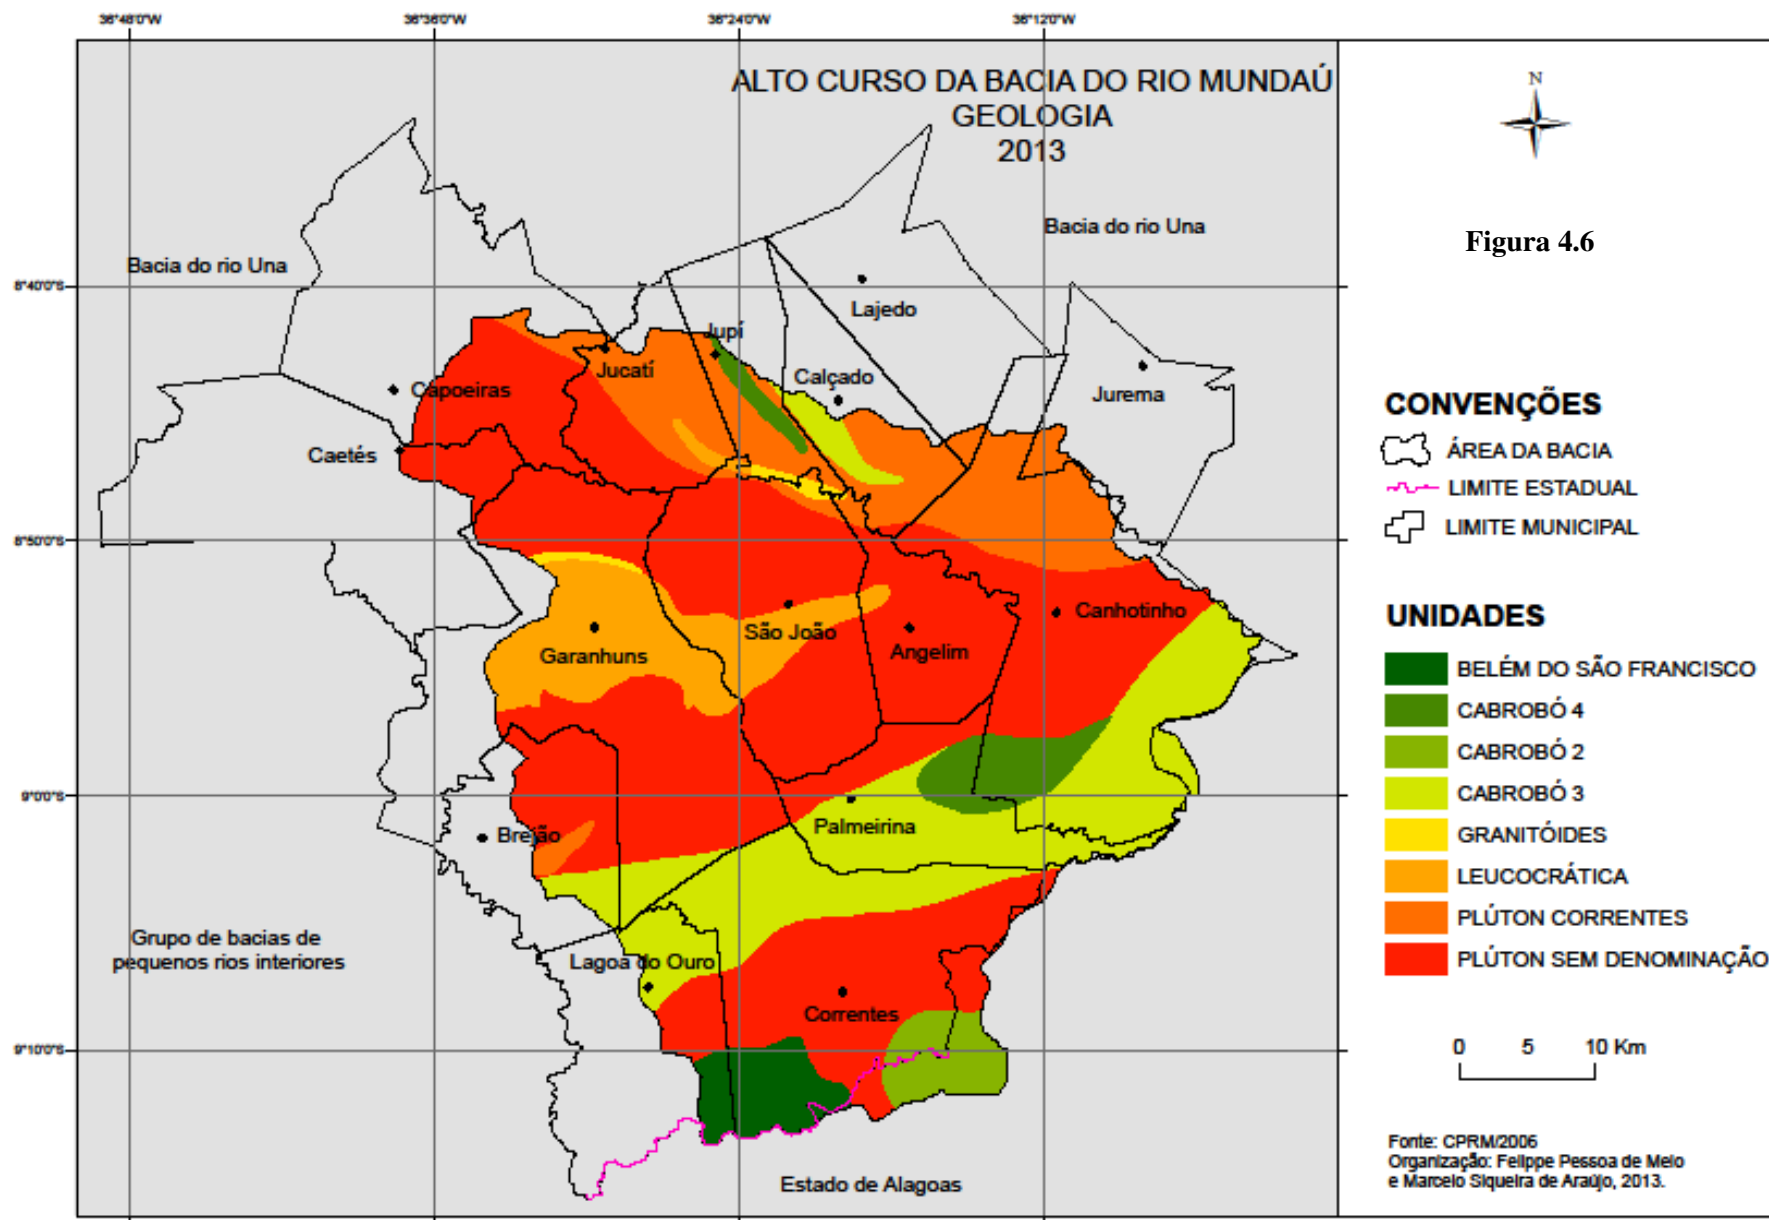 36°48'0"W
36°36'0"W
36°24'0"W
36°12'0"W
ALTO CURSO DA BACIA DO RIO MUNDAÚ
GEOLOGIA
2013
N
Figura 4.6
Bacia do rio Una
Bacia do rio Una
8°40'0"S
Lajedo
Jupí
Jucatí
Calçado
Capoeiras
Jurema
Caetés
8°50'0"S
Canhotinho
São João
Angelim
Garanhuns
9°0'0"S
Palmeirina
Brejão
Grupo de bacias de
pequenos rios interiores
Lagoa do Ouro
Correntes
9°10'0"S
Estado de Alagoas
CONVENÇÕES
ÁREA DA BACIA
LIMITE ESTADUAL
LIMITE MUNICIPAL
UNIDADES
BELÉM DO SÃO FRANCISCO
CABROBÓ 4
CABROBÓ 2
CABROBÓ 3
GRANITÓIDES
LEUCOCRÁTICA
PLÚTON CORRENTES
PLÚTON SEM DENOMINAÇÃO
0 5 10 Km
Fonte: CPRM/2006
Organização: Felippe Pessoa de Melo
e Marcelo Siqueira de Araújo, 2013.